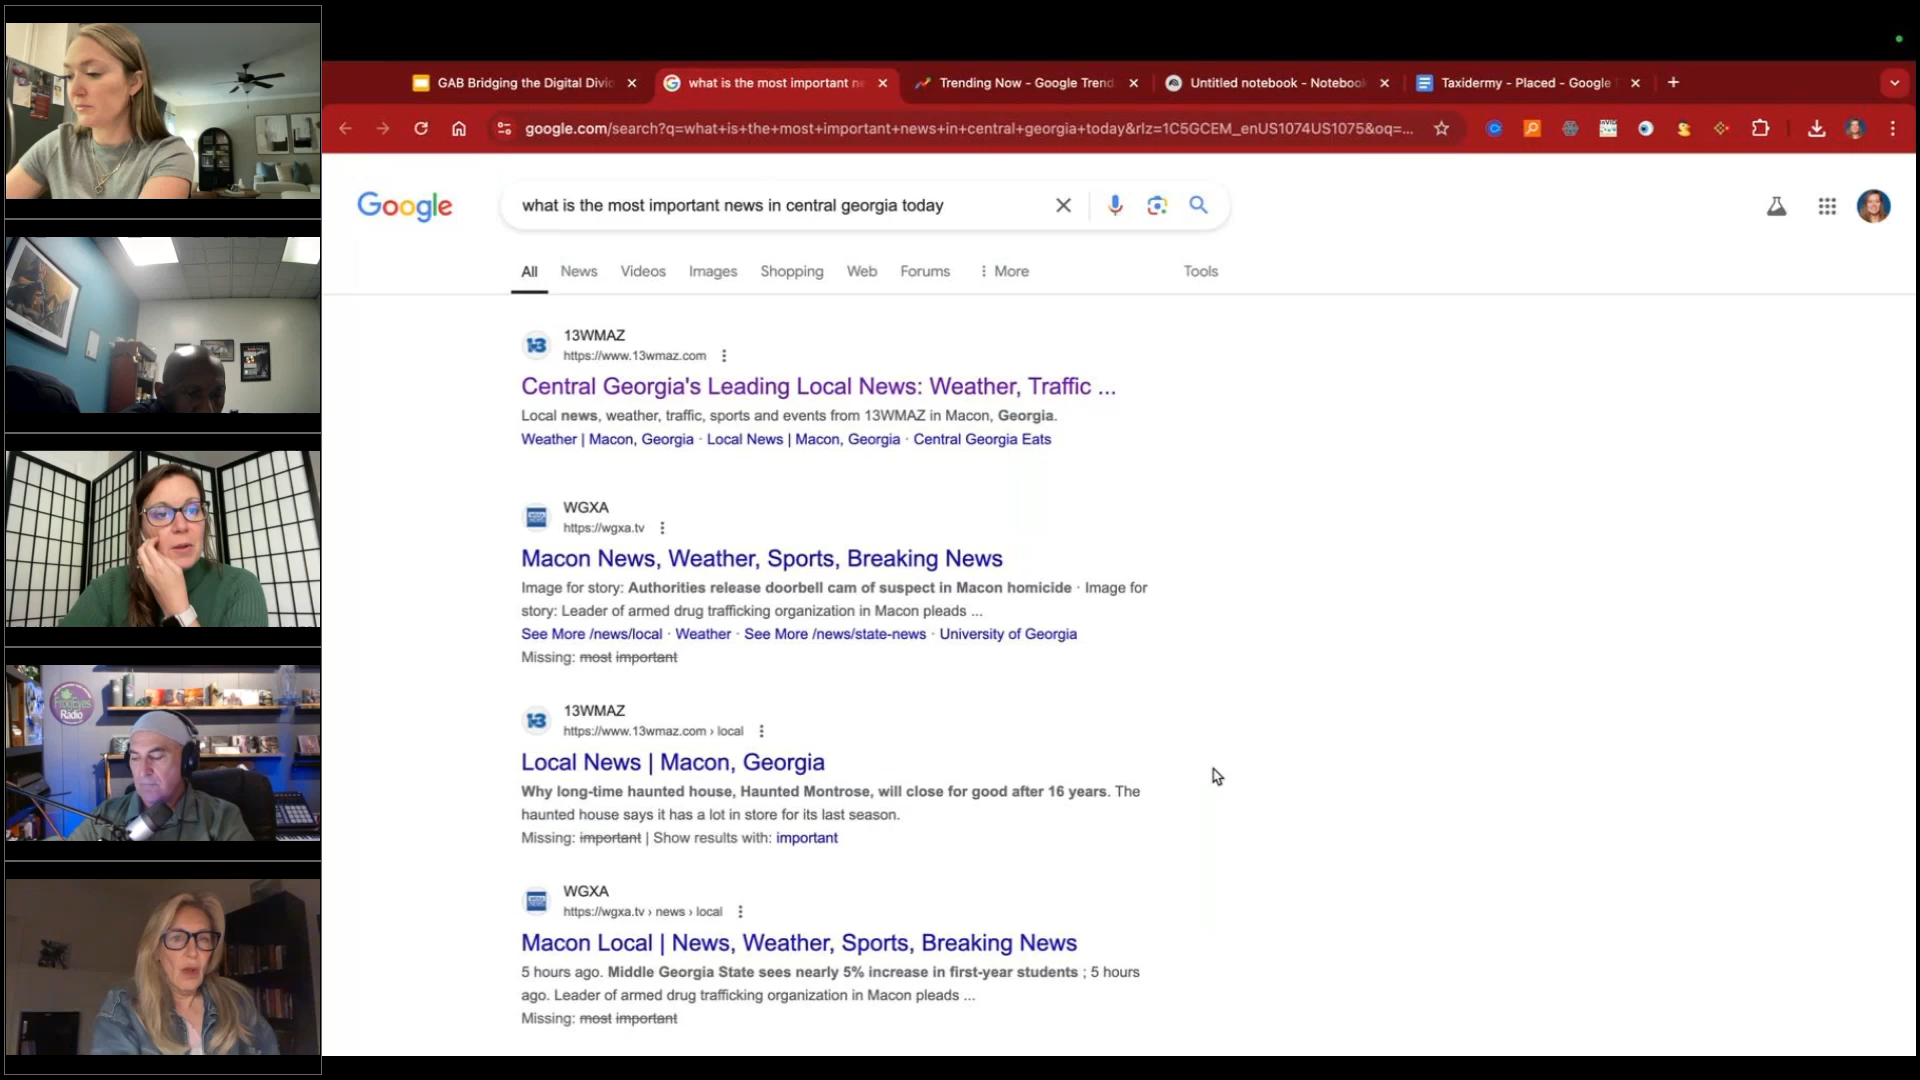 GAB Bridging the Digital Divi
what is the most important ne
Trending Now - Google Trend
Untitled notebook - Notebook
Taxidermy - Placed - Google
google.com/search?q=what+is+the+most+important+news+in+central+georgia+today&rlz=1C5GCEM_enUS1074US1075&oq=...
Google
what is the most important news in central georgia today
All News Videos Images Shopping Web Forums More Tools
13WMAZ
https://www.13wmaz.com
Central Georgia's Leading Local News: Weather, Traffic ...
Local news, weather, traffic, sports and events from 13WMAZ in Macon, Georgia.
Weather | Macon, Georgia · Local News | Macon, Georgia · Central Georgia Eats
WGXA
https://wgxa.tv
Macon News, Weather, Sports, Breaking News
Image for story: Authorities release doorbell cam of suspect in Macon homicide · Image for
story: Leader of armed drug trafficking organization in Macon pleads ...
See More /news/local · Weather · See More /news/state-news · University of Georgia
Missing: most important
13WMAZ
https://www.13wmaz.com › local
Local News | Macon, Georgia
Why long-time haunted house, Haunted Montrose, will close for good after 16 years. The
haunted house says it has a lot in store for its last season.
Missing: important | Show results with: important
WGXA
https://wgxa.tv › news › local
Macon Local | News, Weather, Sports, Breaking News
5 hours ago. Middle Georgia State sees nearly 5% increase in first-year students ; 5 hours
ago. Leader of armed drug trafficking organization in Macon pleads ...
Missing: most important
FrogEyes
Radio